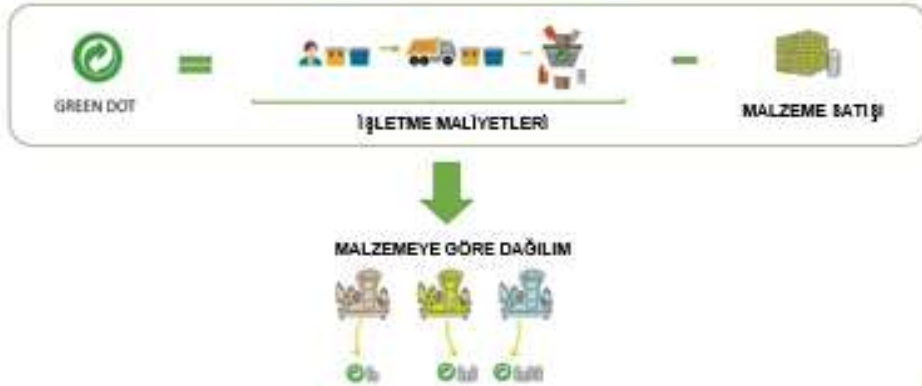 GREEN DOT
İŞLETME MALİYETLERİ
MALZEME SATIŞI
MALZEMEYE GÖRE DAĞILIM